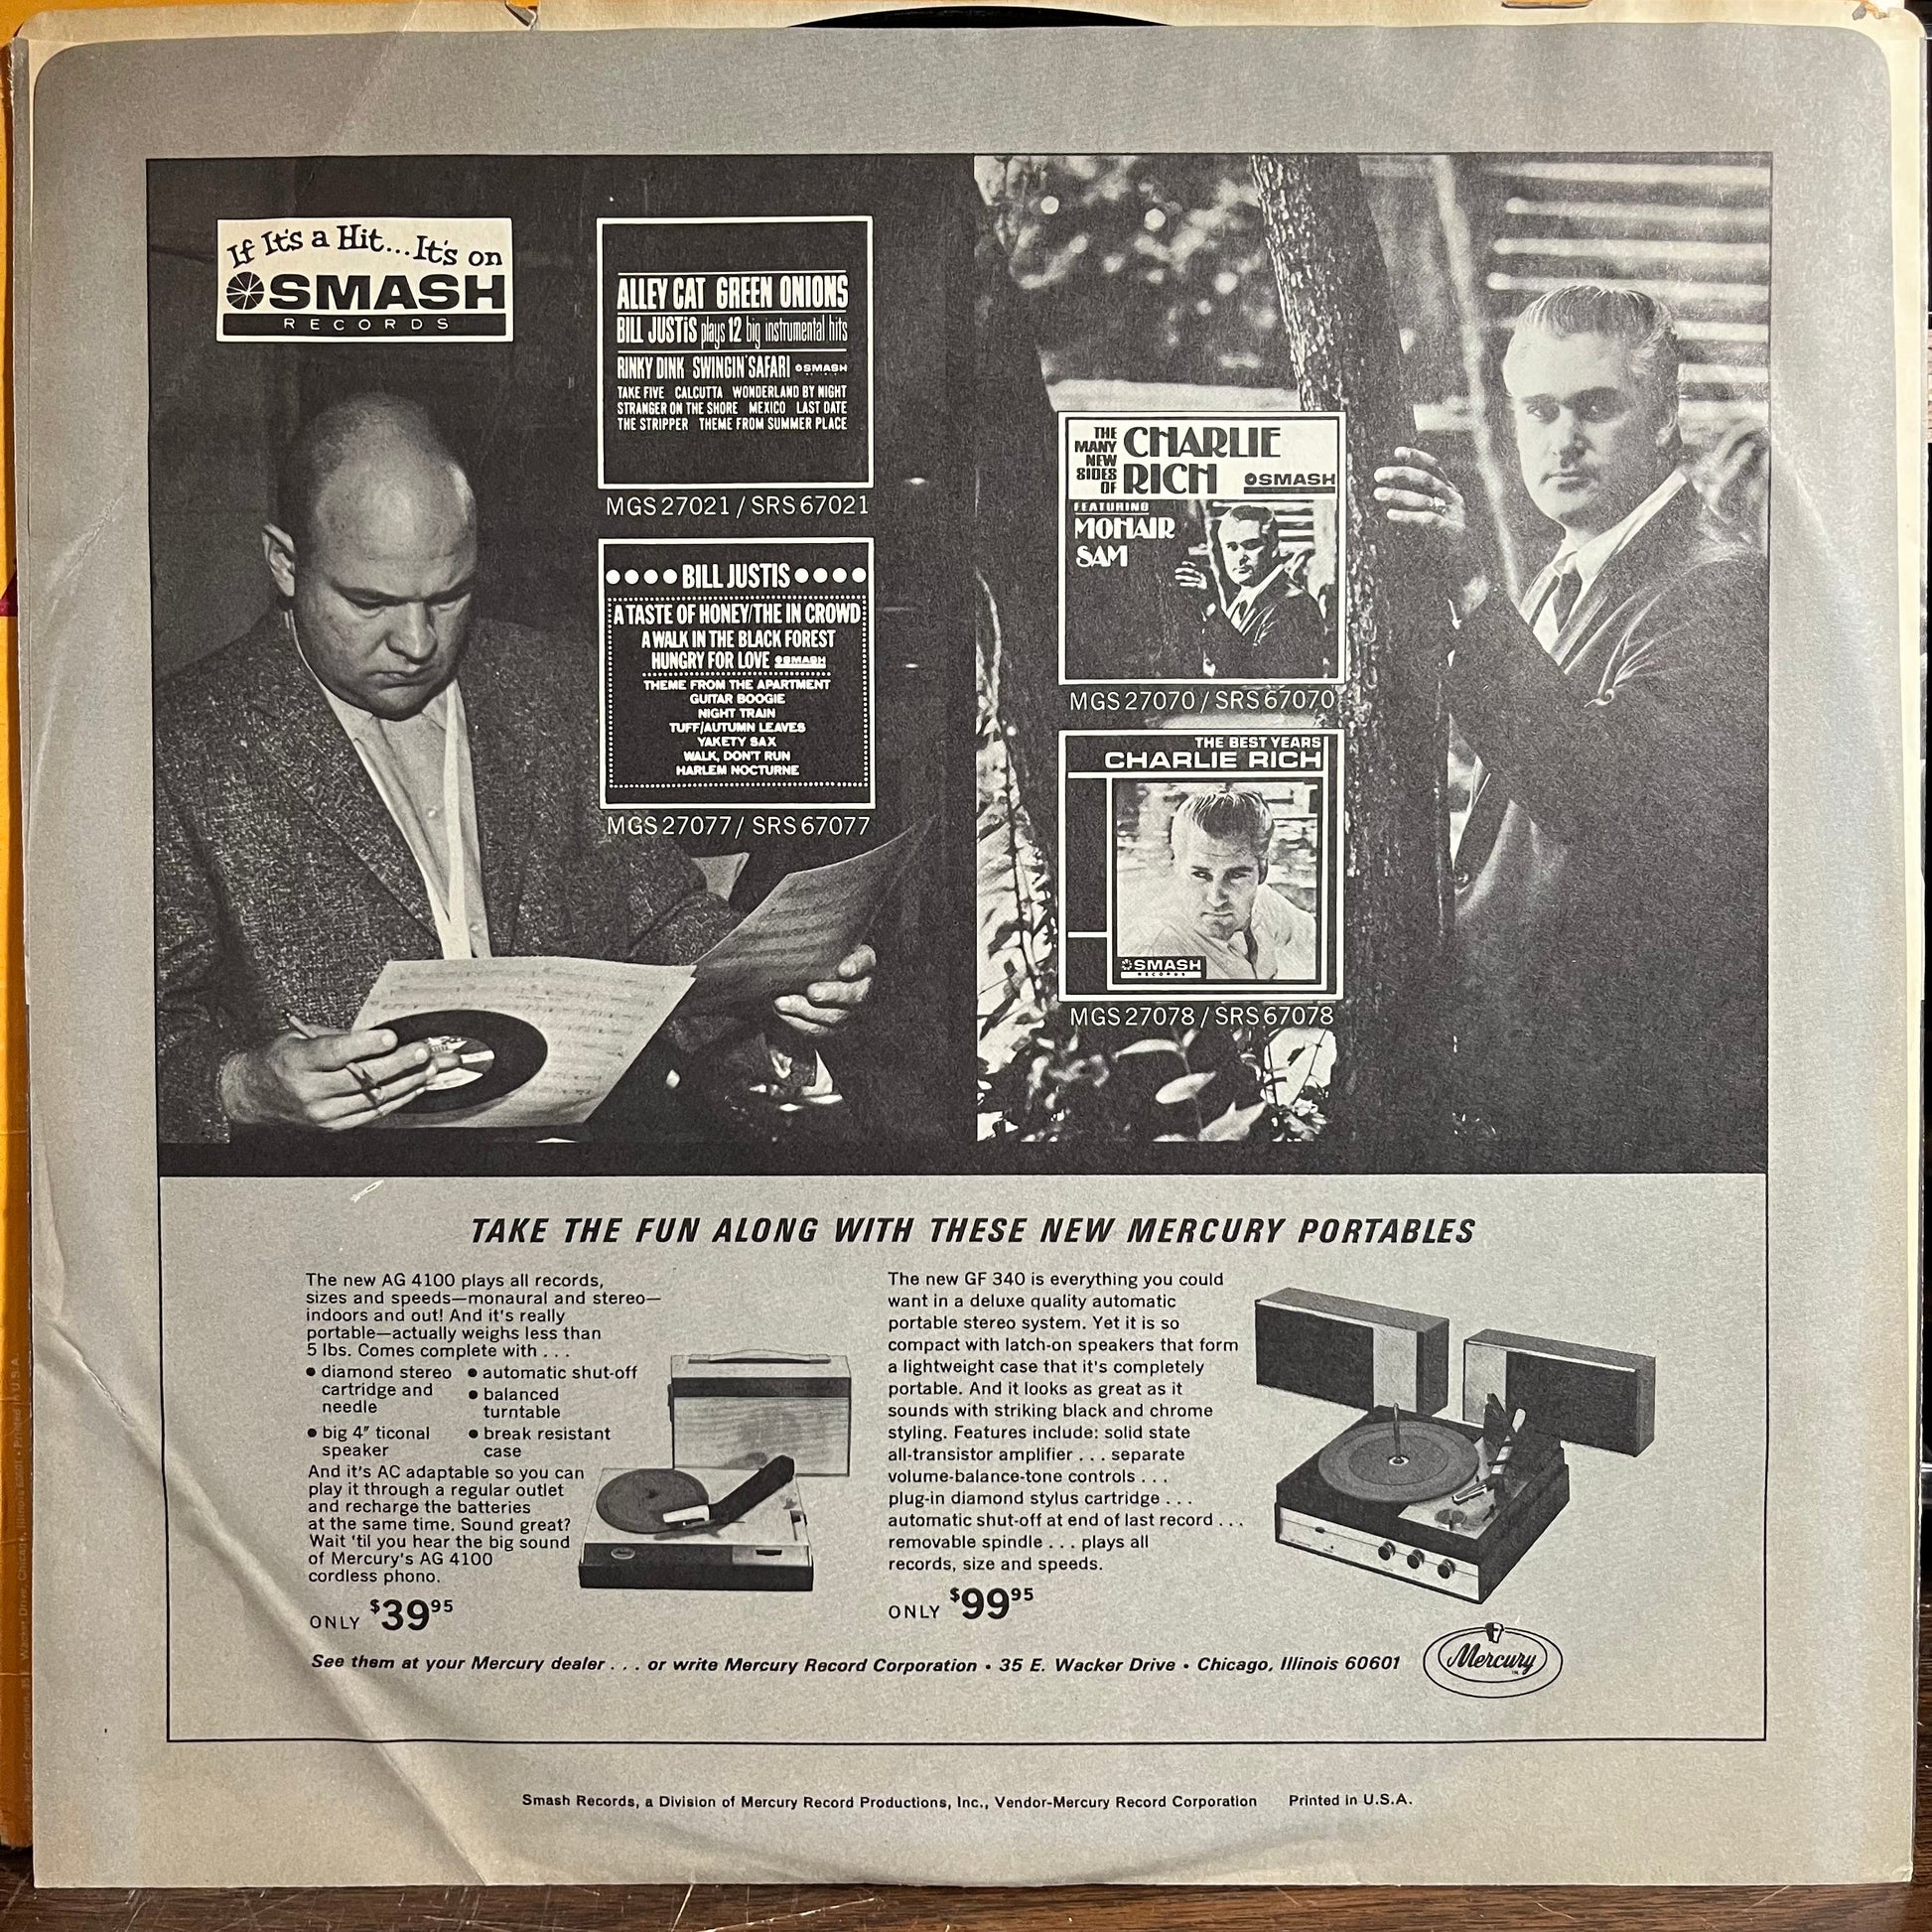 If It's a Hit...It's on
SMASH
RECORDS
ALLEY CAT GREEN ONIONS
BILL JUSTIS plays 12 big instrumental hits
RINKY DINK SWINGIN' SAFARI SMASH
TAKE FIVE CALCUTTA WONDERLAND BY NIGHT
STRANGER ON THE SHORE MEXICO LAST DATE
THE STRIPPER THEME FROM SUMMER PLACE
MGS 27021 / SRS 67021
BILL JUSTIS
A TASTE OF HONEY/THE IN CROWD
A WALK IN THE BLACK FOREST
HUNGRY FOR LOVE SMASH
THEME FROM THE APARTMENT
GUITAR BOOGIE
NIGHT TRAIN
TUFF/AUTUMN LEAVES
YAKETY SAX
WALK, DON'T RUN
HARLEM NOCTURNE
MGS 27077 / SRS 67077
THE MANY NEW SIDES OF
CHARLIE
RICH
SMASH
FEATURING
MOHAIR
SAM
MGS 27070 / SRS 67070
THE BEST YEARS
CHARLIE RICH
SMASH
RECORDS
MGS 27078 / SRS 67078
TAKE THE FUN ALONG WITH THESE NEW MERCURY PORTABLES
The new AG 4100 plays all records,
sizes and speeds—monaural and stereo—
indoors and out! And it's really
portable—actually weighs less than
5 lbs. Comes complete with . . .
• diamond stereo
cartridge and
needle
• big 4" ticonal
speaker
• automatic shut-off
• balanced
turntable
• break resistant
case
And it's AC adaptable so you can
play it through a regular outlet
and recharge the batteries
at the same time. Sound great?
Wait 'til you hear the big sound
of Mercury's AG 4100
cordless phono.
ONLY $39.95
The new GF 340 is everything you could
want in a deluxe quality automatic
portable stereo system. Yet it is so
compact with latch-on speakers that form
a lightweight case that it's completely
portable. And it looks as great as it
sounds with striking black and chrome
styling. Features include: solid state
all-transistor amplifier . . . separate
volume-balance-tone controls . . .
plug-in diamond stylus cartridge . . .
automatic shut-off at end of last record . . .
removable spindle . . . plays all
records, size and speeds.
ONLY $99.95
See them at your Mercury dealer . . . or write Mercury Record Corporation • 35 E. Wacker Drive • Chicago, Illinois 60601
Mercury
Smash Records, a Division of Mercury Record Productions, Inc., Vendor-Mercury Record Corporation Printed in U.S.A.
Record Corporation, 35 E. Wacker Drive, Chicago, Illinois 60601 • Printed in U.S.A.